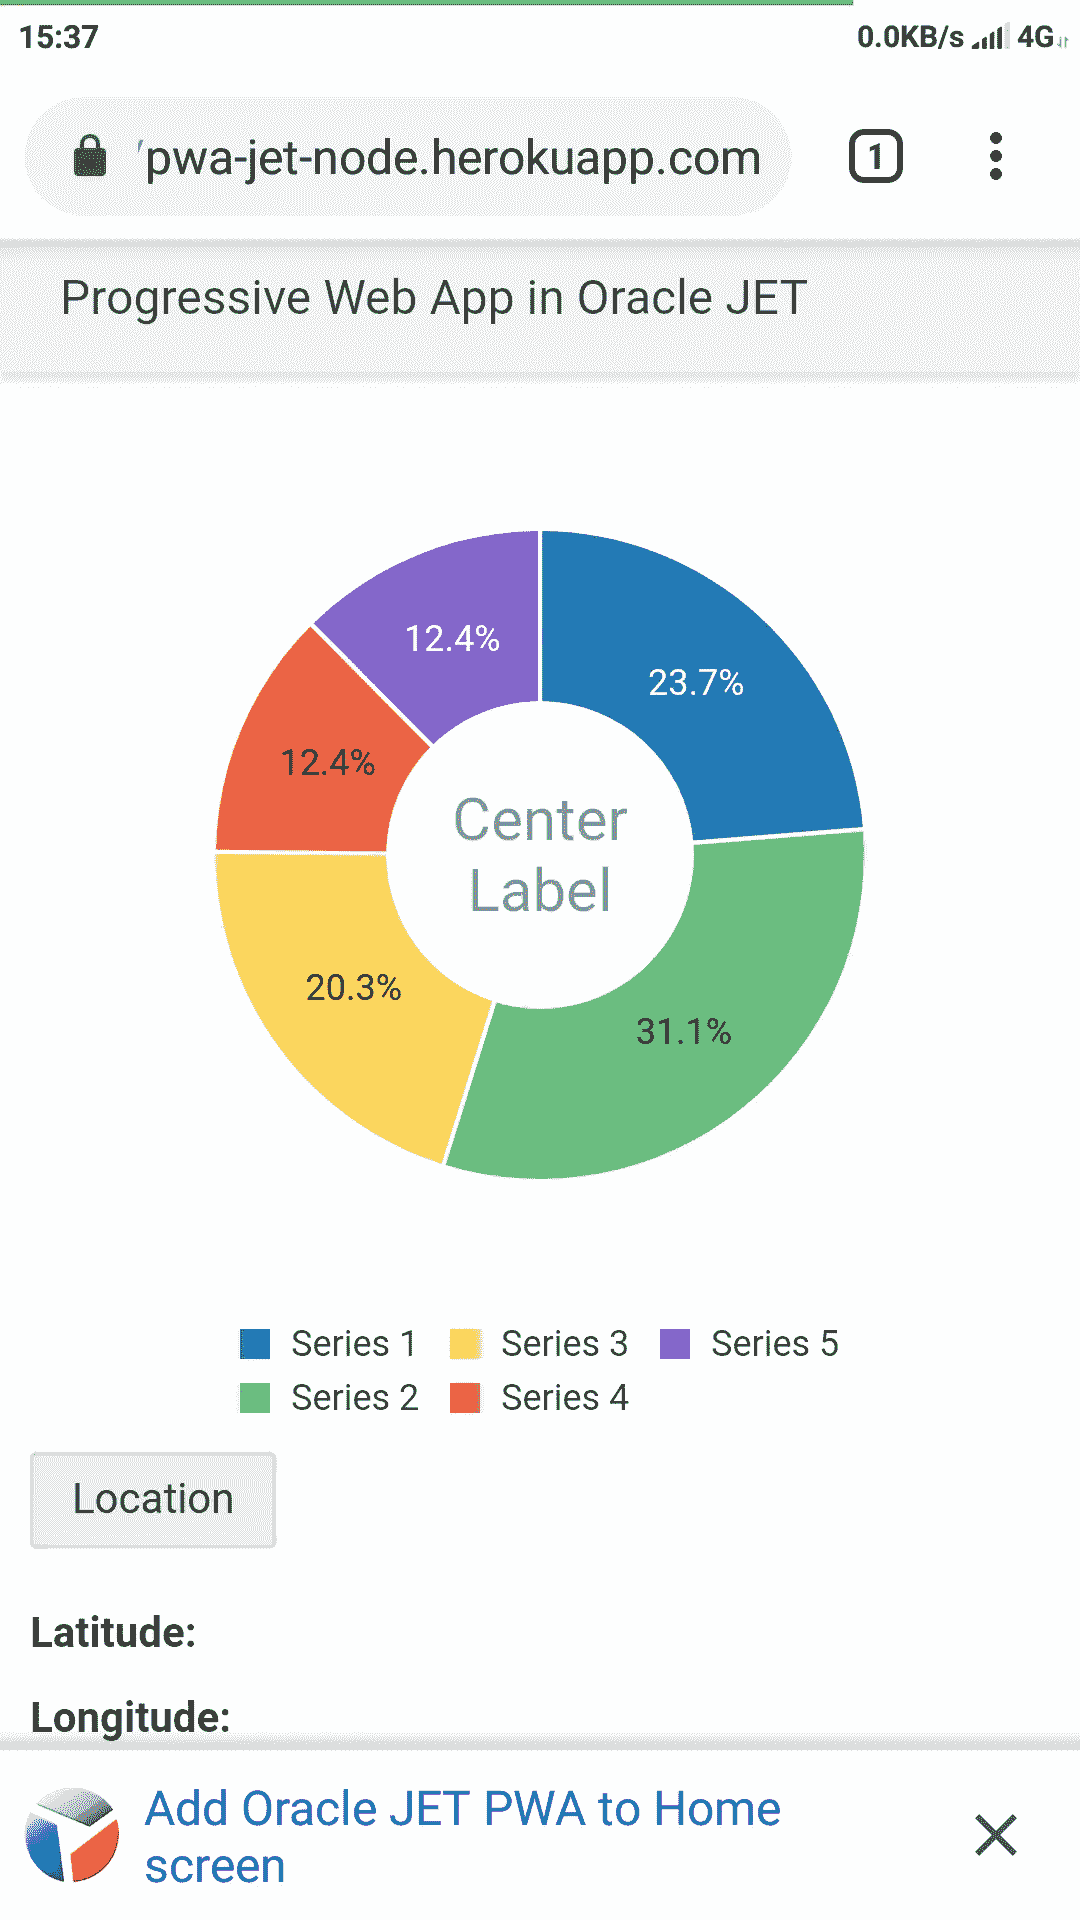 15:37
0.0KB/s 4G
pwa-jet-node.herokuapp.com
1
Progressive Web App in Oracle JET
12.4%
23.7%
12.4%
Center
Label
20.3%
31.1%
Series 1
Series 3
Series 5
Series 2
Series 4
Location
Latitude:
Longitude:
Add Oracle JET PWA to Home
screen